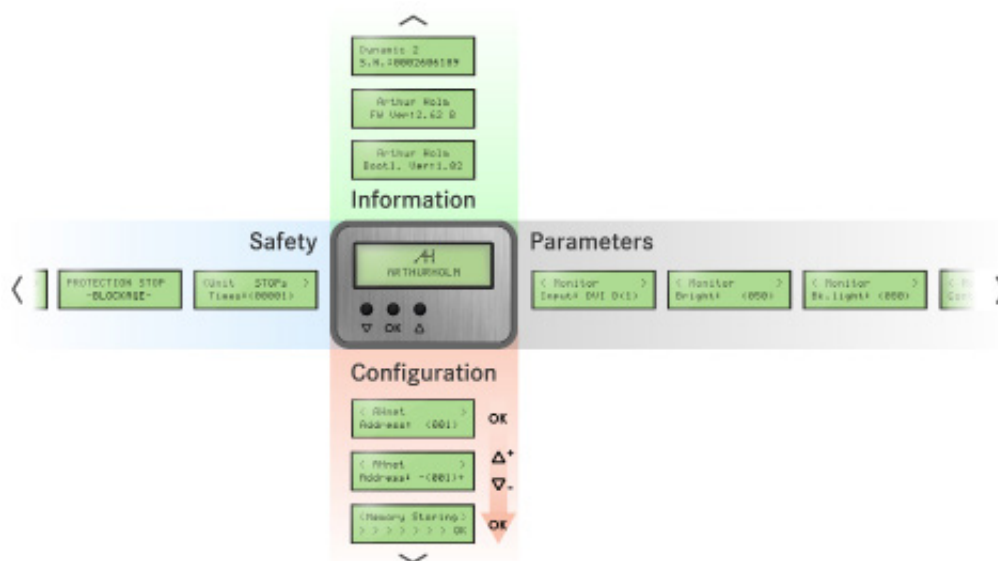 Dynamic 2
S.N.:0002606189
Arthur Holm
FW Ver:2.62 B
Arthur Holm
Bootl. Ver:1.02
Information
Safety
Parameters
PROTECTION STOP
-BLOCKAGE-
<Unit STOPs >
Times:(00001)
AH
ARTHURHOLM
▽ OK △
< Monitor >
Input: DVI D(1)
< Monitor >
Bright: (050)
< Monitor >
Bk.light: (080)
Configuration
< AHnet >
Address: (001)
OK
< AHnet >
Address: -(001)+
△+
▽-
<Memory Storing>
> > > > > > > OK
OK